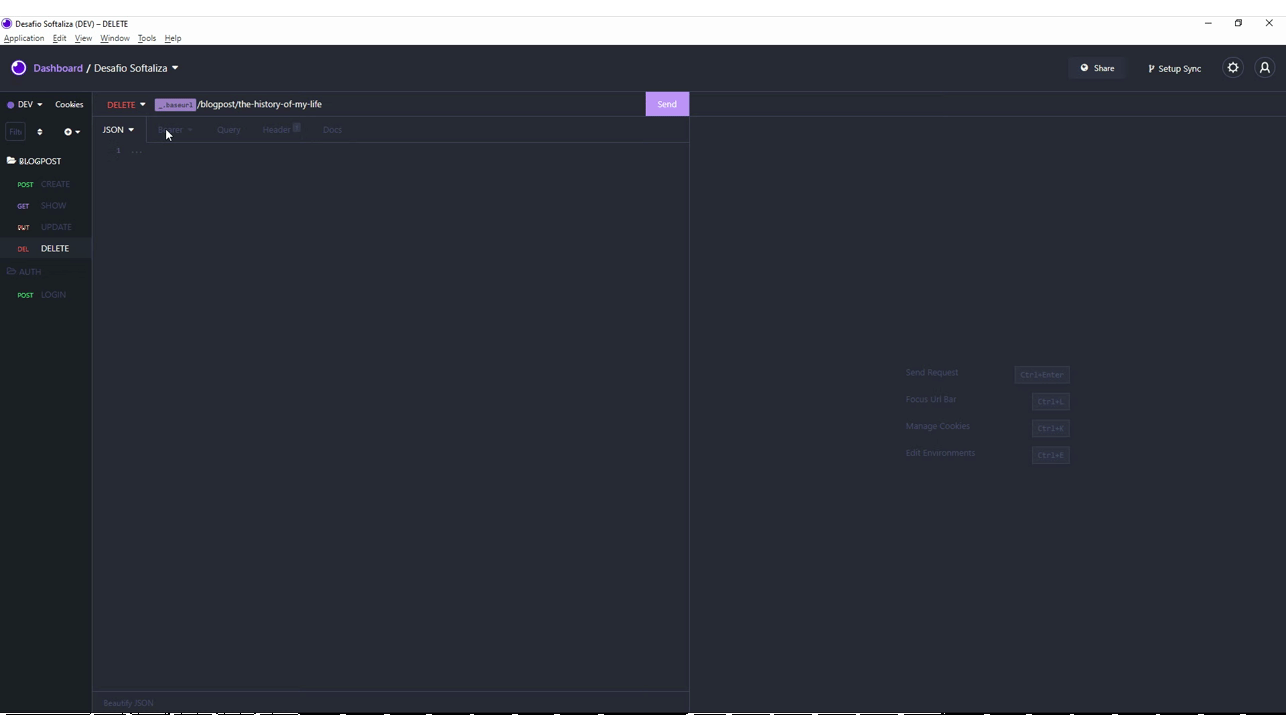 Desafio Softaliza (DEV) – DELETE
Application Edit View Window Tools Help
Dashboard / Desafio Softaliza
Share
Setup Sync
DEV
Cookies
DELETE
_.baseurl /blogpost/the-history-of-my-life
Send
Filt
JSON
Bearer
Query
Header 1
Docs
1 ...
BLOGPOST
POST CREATE
GET SHOW
PUT UPDATE
DEL DELETE
AUTH
POST LOGIN
Send Request Ctrl+Enter
Focus Url Bar Ctrl+L
Manage Cookies Ctrl+K
Edit Environments Ctrl+E
Beautify JSON